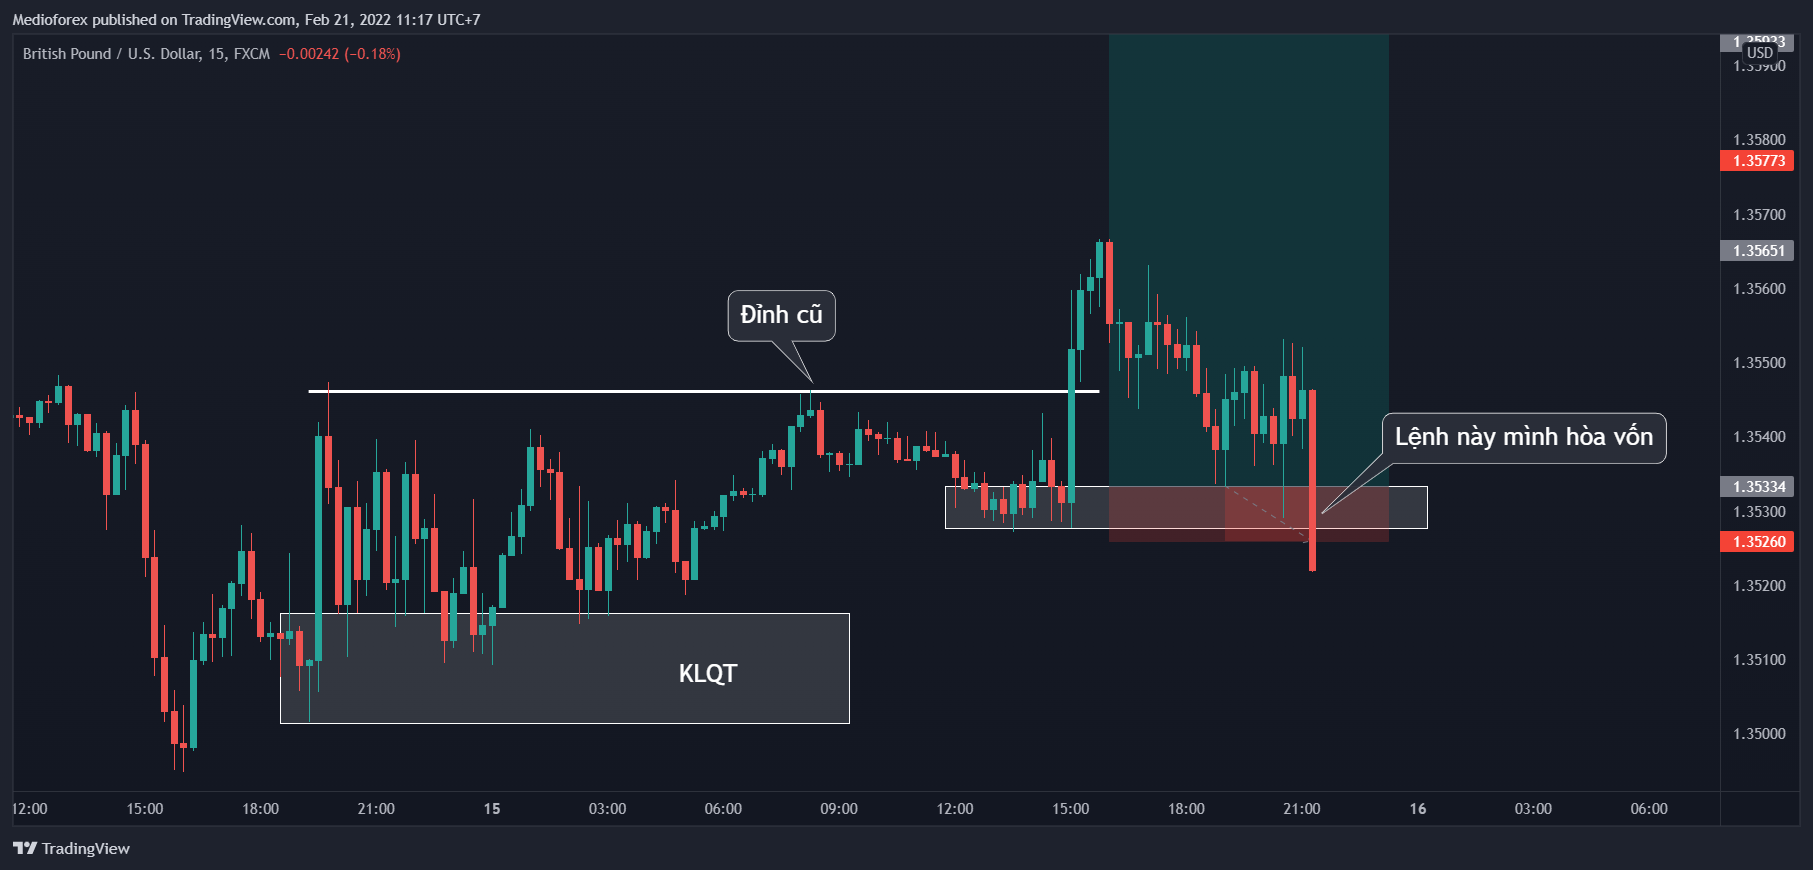 Medioforex published on TradingView.com, Feb 21, 2022 11:17 UTC+7
British Pound / U.S. Dollar, 15, FXCM −0.00242 (−0.18%)
USD
1.35800
1.35773
1.35700
1.35651
1.35600
1.35500
1.35400
1.35334
1.35300
1.35260
1.35200
1.35100
1.35000
Đỉnh cũ
Lệnh này mình hòa vốn
KLQT
12:00 15:00 18:00 21:00 15 03:00 06:00 09:00 12:00 15:00 18:00 21:00 16 03:00 06:00
TradingView